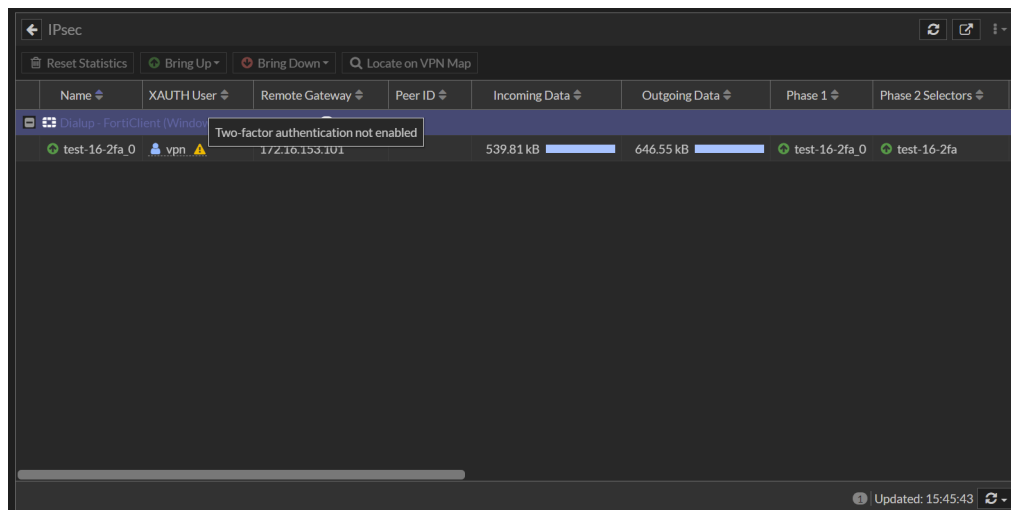 IPsec
Reset Statistics Bring Up Bring Down Locate on VPN Map
Name XAUTH User Remote Gateway Peer ID Incoming Data Outgoing Data Phase 1 Phase 2 Selectors
Dialup - FortiClient (Window
Two-factor authentication not enabled
test-16-2fa_0 vpn 172.16.153.101 539.81 kB 646.55 kB test-16-2fa_0 test-16-2fa
1 Updated: 15:45:43